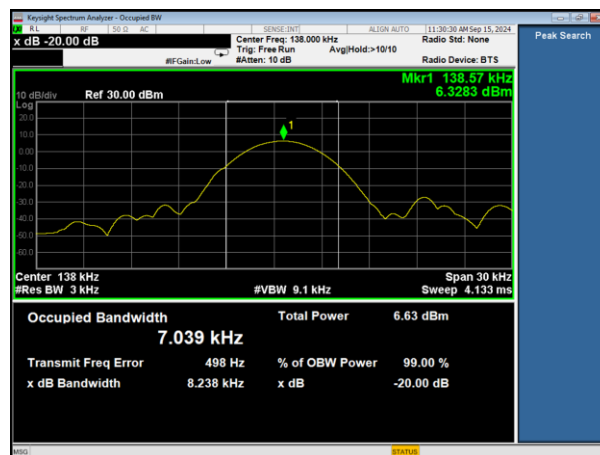 Keysight Spectrum Analyzer - Occupied BW
RL RF 50 Ω AC SENSE:INT ALIGN AUTO 11:30:30 AM Sep 15, 2024
x dB -20.00 dB Center Freq: 138.000 kHz Radio Std: None Peak Search
Trig: Free Run Avg|Hold:>10/10
#IFGain:Low #Atten: 10 dB Radio Device: BTS
Mkr1 138.57 kHz
10 dB/div Ref 30.00 dBm 6.3283 dBm
Log
20.0
10.0
0.00
-10.0
-20.0
-30.0
-40.0
-50.0
-60.0
1
Center 138 kHz Span 30 kHz
#Res BW 3 kHz #VBW 9.1 kHz Sweep 4.133 ms
Occupied Bandwidth Total Power 6.63 dBm
7.039 kHz
Transmit Freq Error 498 Hz % of OBW Power 99.00 %
x dB Bandwidth 8.238 kHz x dB -20.00 dB
MSG STATUS